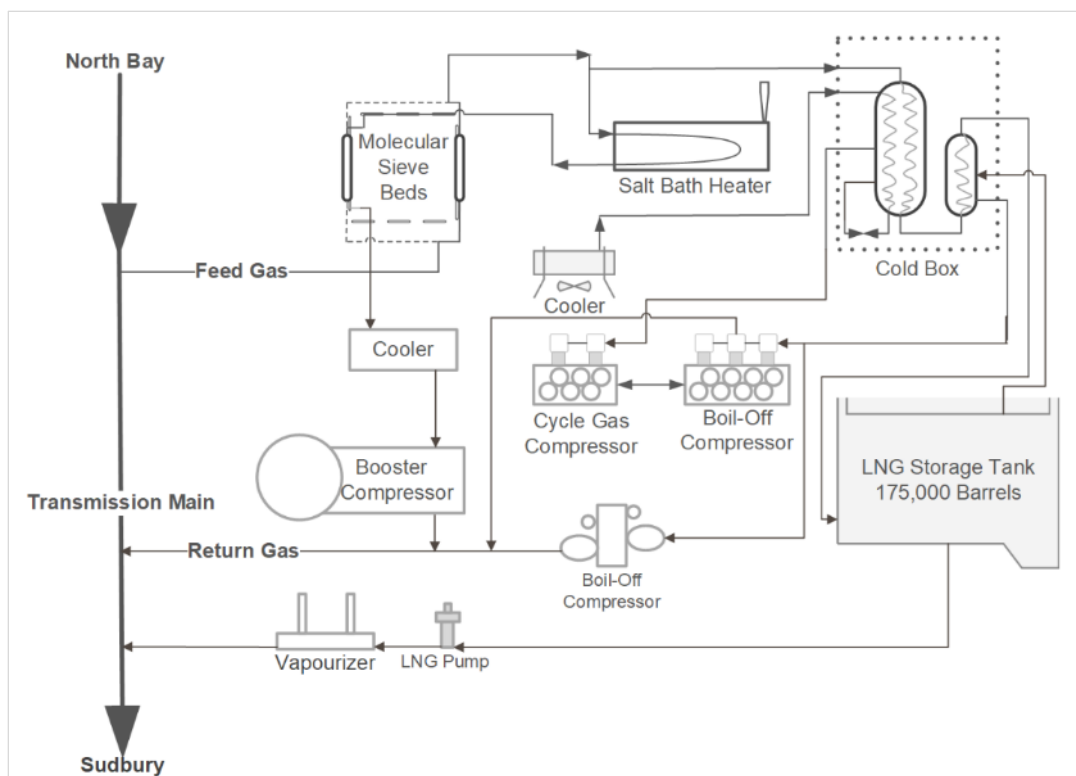 North Bay
Molecular
Sieve
Beds
Salt Bath Heater
Cold Box
Feed Gas
Cooler
Cooler
Cycle Gas
Compressor
Boil-Off
Compressor
LNG Storage Tank
175,000 Barrels
Booster
Compressor
Transmission Main
Return Gas
Boil-Off
Compressor
Vapourizer
LNG Pump
Sudbury